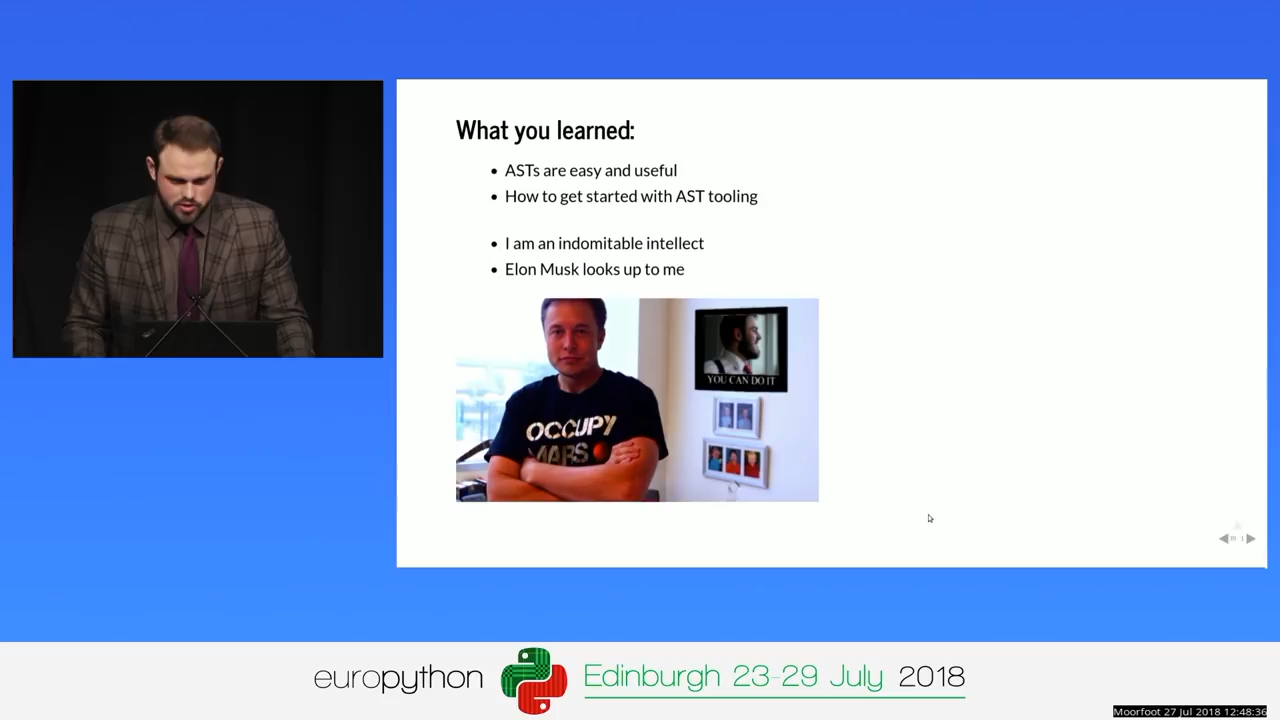 What you learned:
ASTs are easy and useful
How to get started with AST tooling
I am an indomitable intellect
Elon Musk looks up to me
YOU CAN DO IT
OCCUPY
MARS
europython
Edinburgh 23-29 July 2018
Moorfoot 27 Jul 2018 12:48:36